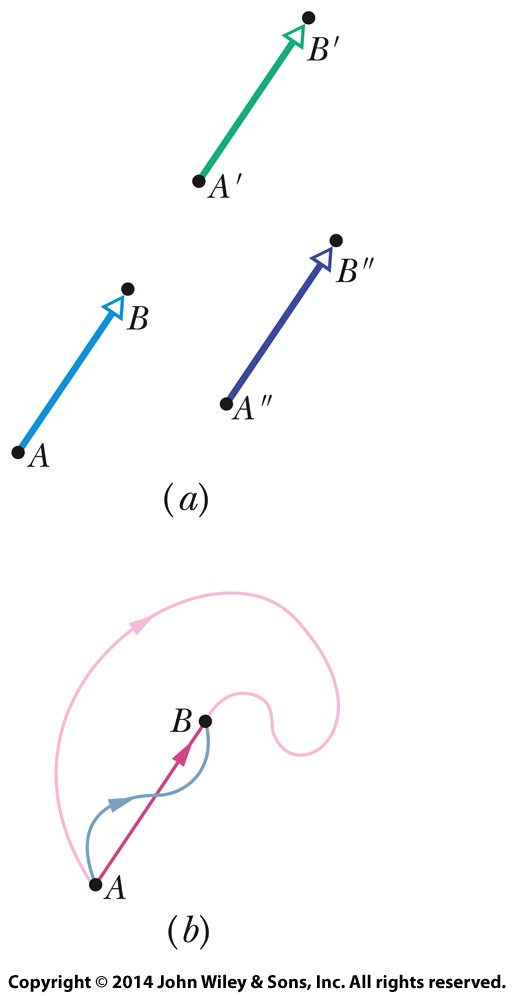 B′
A′
B″
B
A″
A
(a)
B
A
(b)
Copyright © 2014 John Wiley & Sons, Inc. All rights reserved.